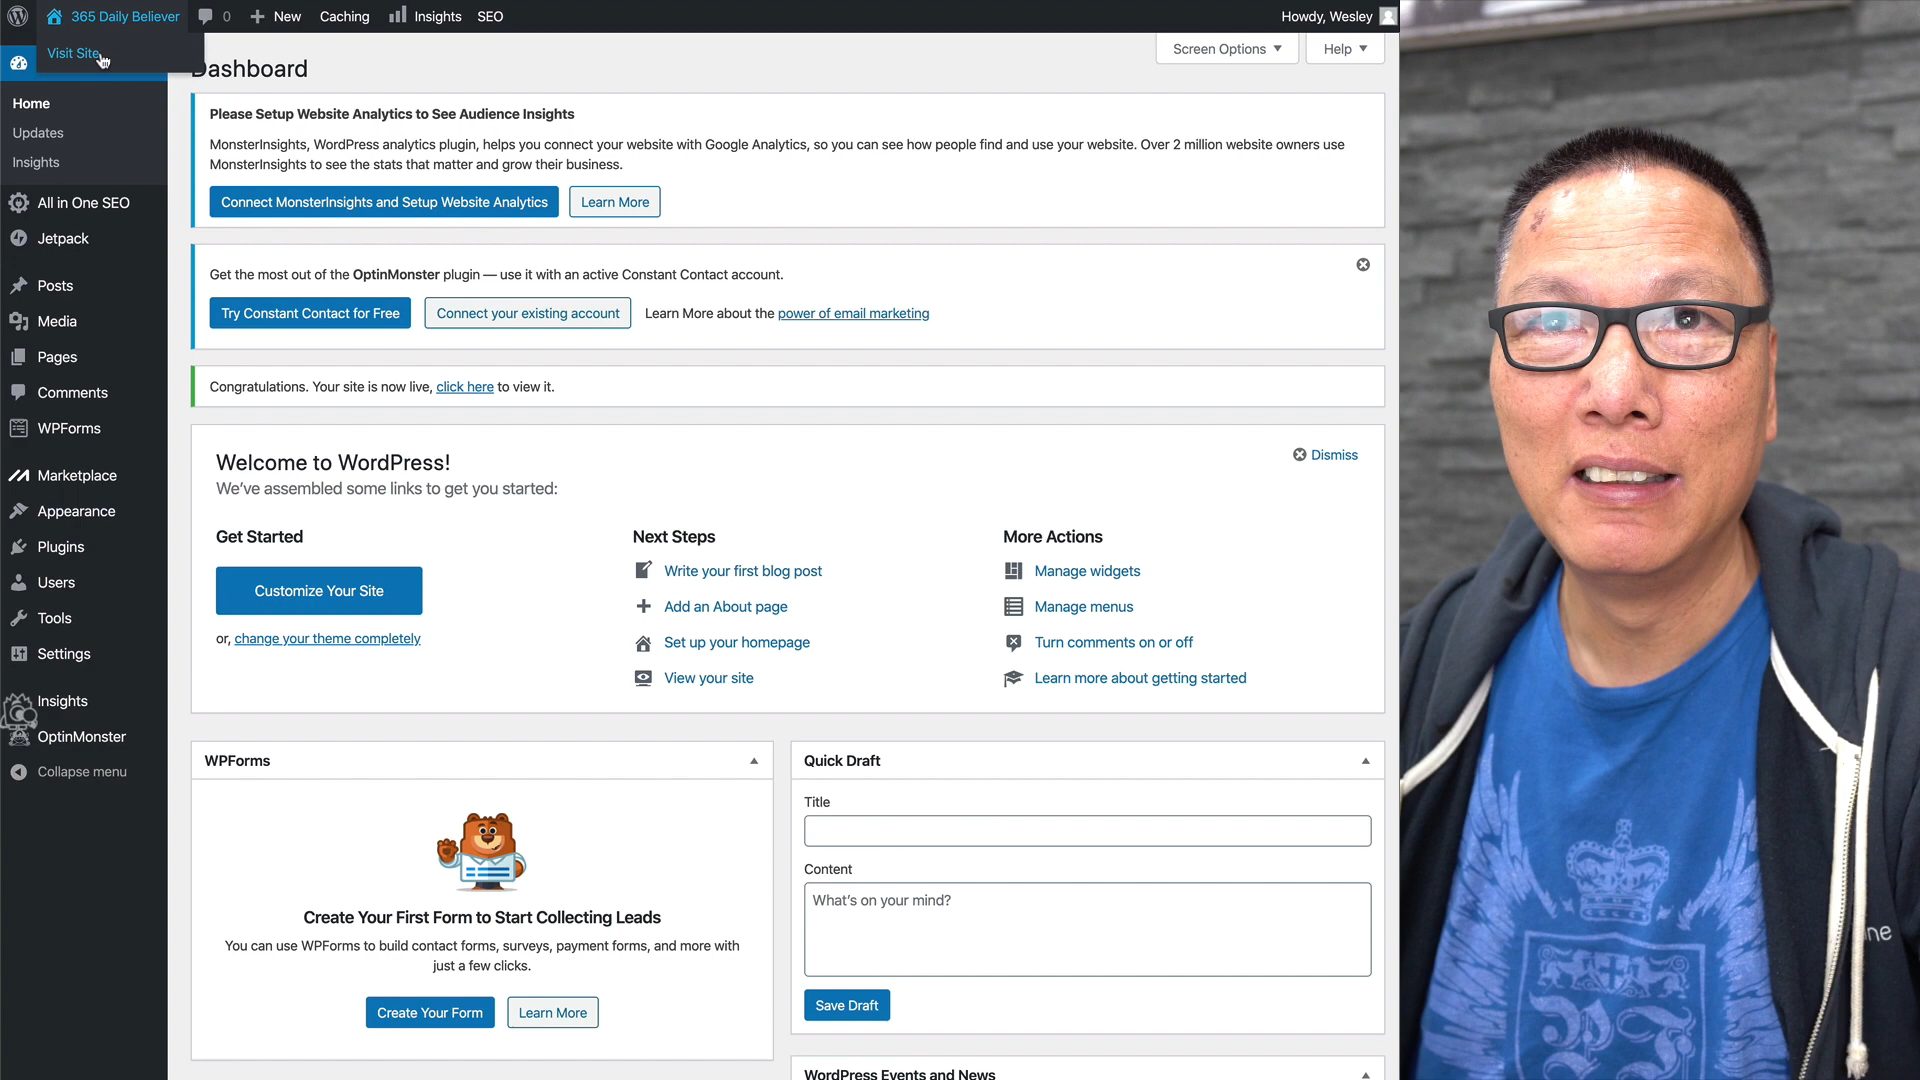 365 Daily Believer
0
New
Caching
Insights
SEO
Howdy, Wesley
Visit Site
Dashboard
Screen Options
Help
Home
Updates
Insights
All in One SEO
Jetpack
Posts
Media
Pages
Comments
WPForms
Marketplace
Appearance
Plugins
Users
Tools
Settings
Insights
OptinMonster
Collapse menu
Please Setup Website Analytics to See Audience Insights
MonsterInsights, WordPress analytics plugin, helps you connect your website with Google Analytics, so you can see how people find and use your website. Over 2 million website owners use
MonsterInsights to see the stats that matter and grow their business.
Connect MonsterInsights and Setup Website Analytics
Learn More
Get the most out of the OptinMonster plugin — use it with an active Constant Contact account.
Try Constant Contact for Free
Connect your existing account
Learn More about the power of email marketing
Congratulations. Your site is now live, click here to view it.
Welcome to WordPress!
Dismiss
We've assembled some links to get you started:
Get Started
Customize Your Site
or, change your theme completely
Next Steps
Write your first blog post
Add an About page
Set up your homepage
View your site
More Actions
Manage widgets
Manage menus
Turn comments on or off
Learn more about getting started
WPForms
Create Your First Form to Start Collecting Leads
You can use WPForms to build contact forms, surveys, payment forms, and more with
just a few clicks.
Create Your Form
Learn More
Quick Draft
Title
Content
What's on your mind?
Save Draft
WordPress Events and News
ne